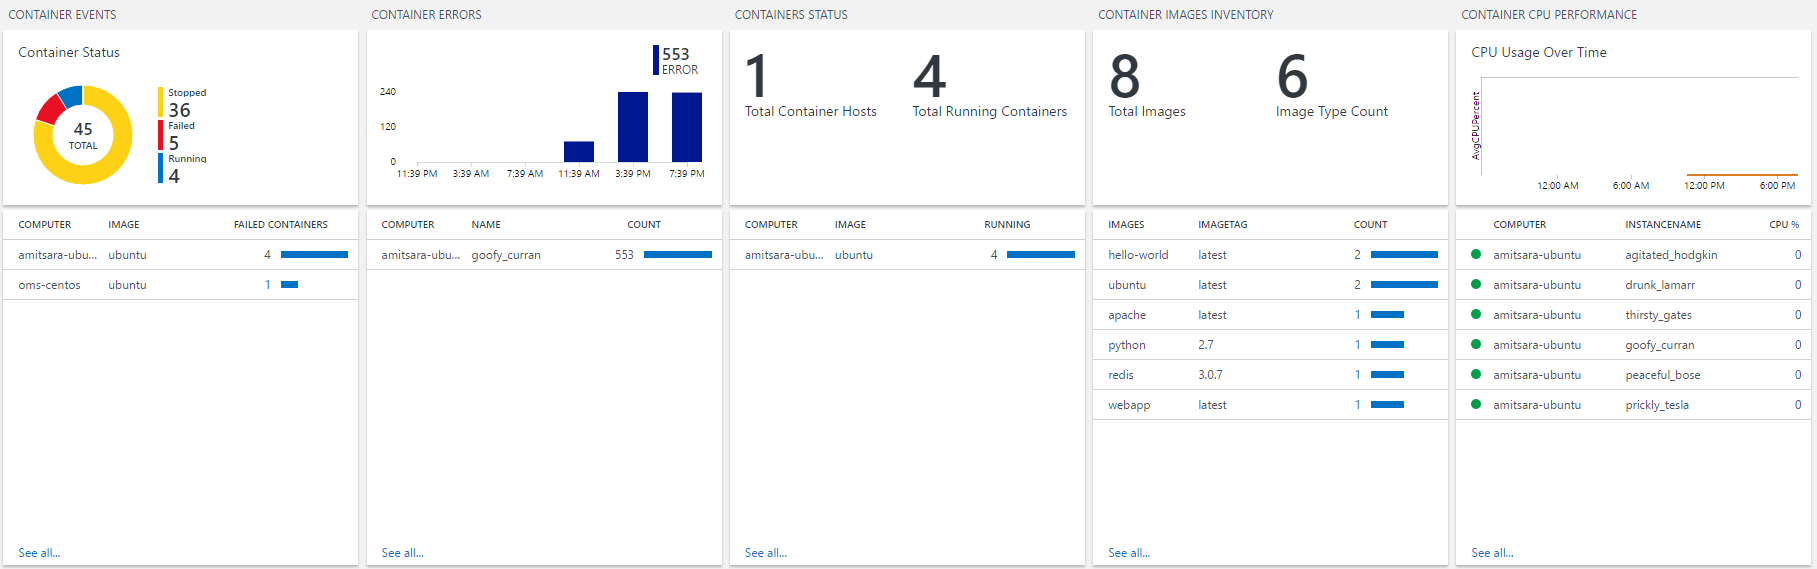 CONTAINER EVENTS
Container Status
45
TOTAL
Stopped
36
Failed
5
Running
4
COMPUTER IMAGE FAILED CONTAINERS
amitsara-ubu... ubuntu 4
oms-centos ubuntu 1
See all...
CONTAINER ERRORS
553
ERROR
240
120
0
11:39 PM 3:39 AM 7:39 AM 11:39 AM 3:39 PM 7:39 PM
COMPUTER NAME COUNT
amitsara-ubu... goofy_curran 553
See all...
CONTAINERS STATUS
1 4
Total Container Hosts Total Running Containers
COMPUTER IMAGE RUNNING
amitsara-ubu... ubuntu 4
See all...
CONTAINER IMAGES INVENTORY
8 6
Total Images Image Type Count
IMAGES IMAGETAG COUNT
hello-world latest 2
ubuntu latest 2
apache latest 1
python 2.7 1
redis 3.0.7 1
webapp latest 1
See all...
CONTAINER CPU PERFORMANCE
CPU Usage Over Time
AvgCPUPercent
12:00 AM 6:00 AM 12:00 PM 6:00 PM
COMPUTER INSTANCENAME CPU %
amitsara-ubuntu agitated_hodgkin 0
amitsara-ubuntu drunk_lamarr 0
amitsara-ubuntu thirsty_gates 0
amitsara-ubuntu goofy_curran 0
amitsara-ubuntu peaceful_bose 0
amitsara-ubuntu prickly_tesla 0
See all...